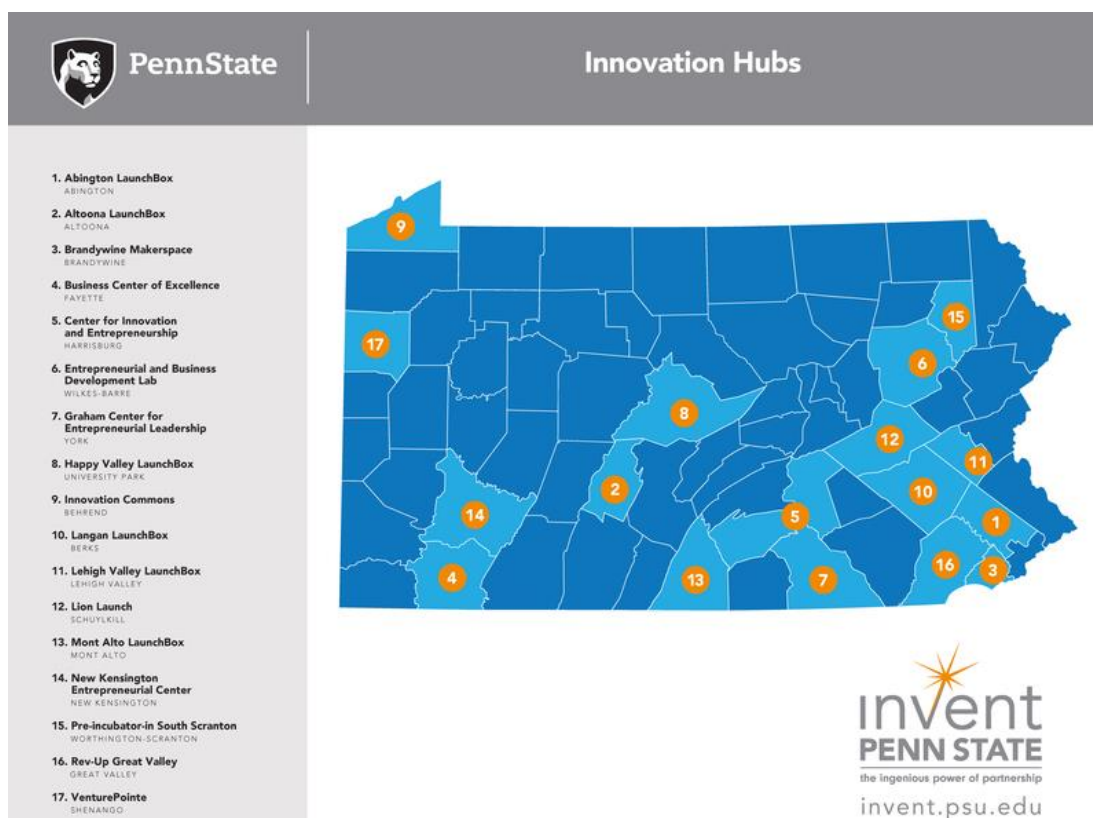 PennState
Innovation Hubs
1. Abington LaunchBox
ABINGTON
2. Altoona LaunchBox
ALTOONA
3. Brandywine Makerspace
BRANDYWINE
4. Business Center of Excellence
FAYETTE
5. Center for Innovation
and Entrepreneurship
HARRISBURG
6. Entrepreneurial and Business
Development Lab
WILKES-BARRE
7. Graham Center for
Entrepreneurial Leadership
YORK
8. Happy Valley LaunchBox
UNIVERSITY PARK
9. Innovation Commons
BEHREND
10. Langan LaunchBox
BERKS
11. Lehigh Valley LaunchBox
LEHIGH VALLEY
12. Lion Launch
SCHUYLKILL
13. Mont Alto LaunchBox
MONT ALTO
14. New Kensington
Entrepreneurial Center
NEW KENSINGTON
15. Pre-incubator-in South Scranton
WORTHINGTON-SCRANTON
16. Rev-Up Great Valley
GREAT VALLEY
17. VenturePointe
SHENANGO
9
15
17
6
8
12
11
2
10
14
5
1
16
3
4
13
7
invent
PENN STATE
the ingenious power of partnership
invent.psu.edu